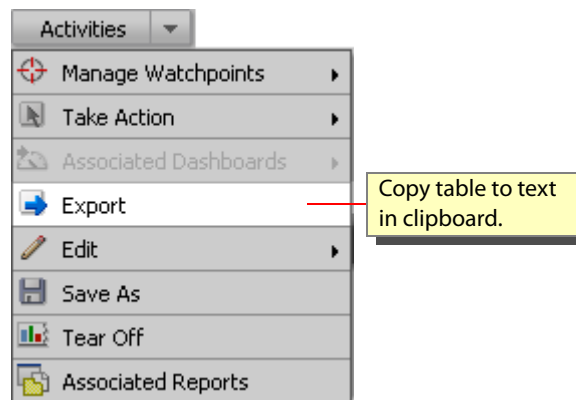 Activities
Manage Watchpoints
Take Action
Associated Dashboards
Export
Copy table to text
in clipboard.
Edit
Save As
Tear Off
Associated Reports